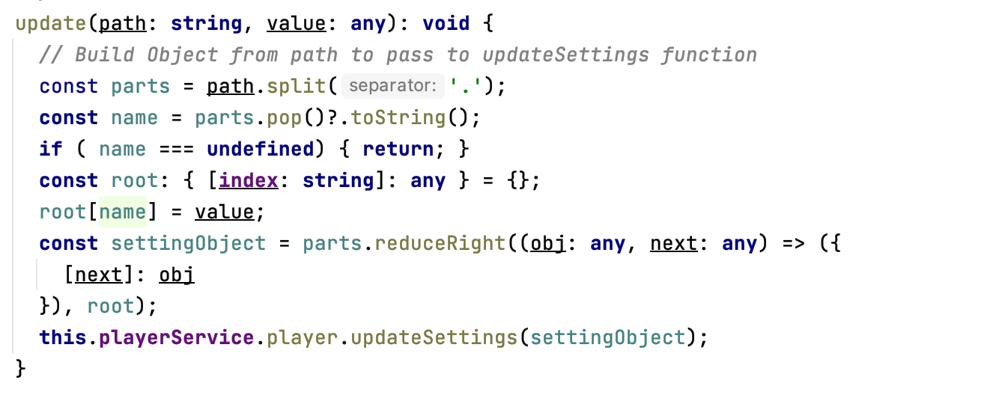 update(path: string, value: any): void {
// Build Object from path to pass to updateSettings function
const parts = path.split( separator: '.');
const name = parts.pop()?.toString();
if ( name === undefined) { return; }
const root: { [index: string]: any } = {};
root[name] = value;
const settingObject = parts.reduceRight((obj: any, next: any) => ({
[next]: obj
}), root);
this.playerService.player.updateSettings(settingObject);
}